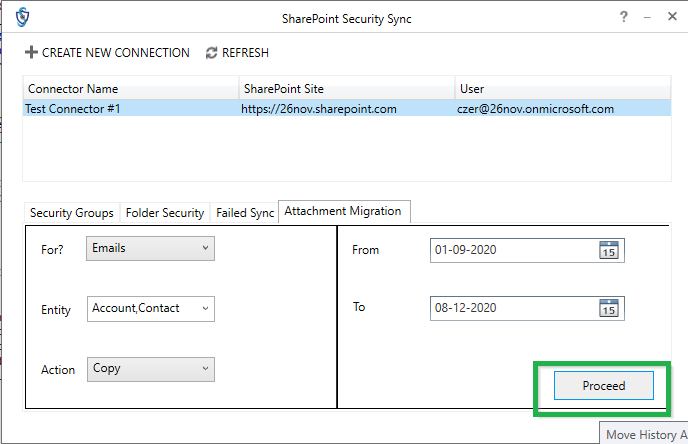 SharePoint Security Sync
CREATE NEW CONNECTION REFRESH
Connector Name SharePoint Site User
Test Connector #1 https://26nov.sharepoint.com czer@26nov.onmicrosoft.com
Security Groups Folder Security Failed Sync Attachment Migration
For? Emails From 01-09-2020 15
Entity Account,Contact To 08-12-2020 15
Action Copy
Proceed
Move History A